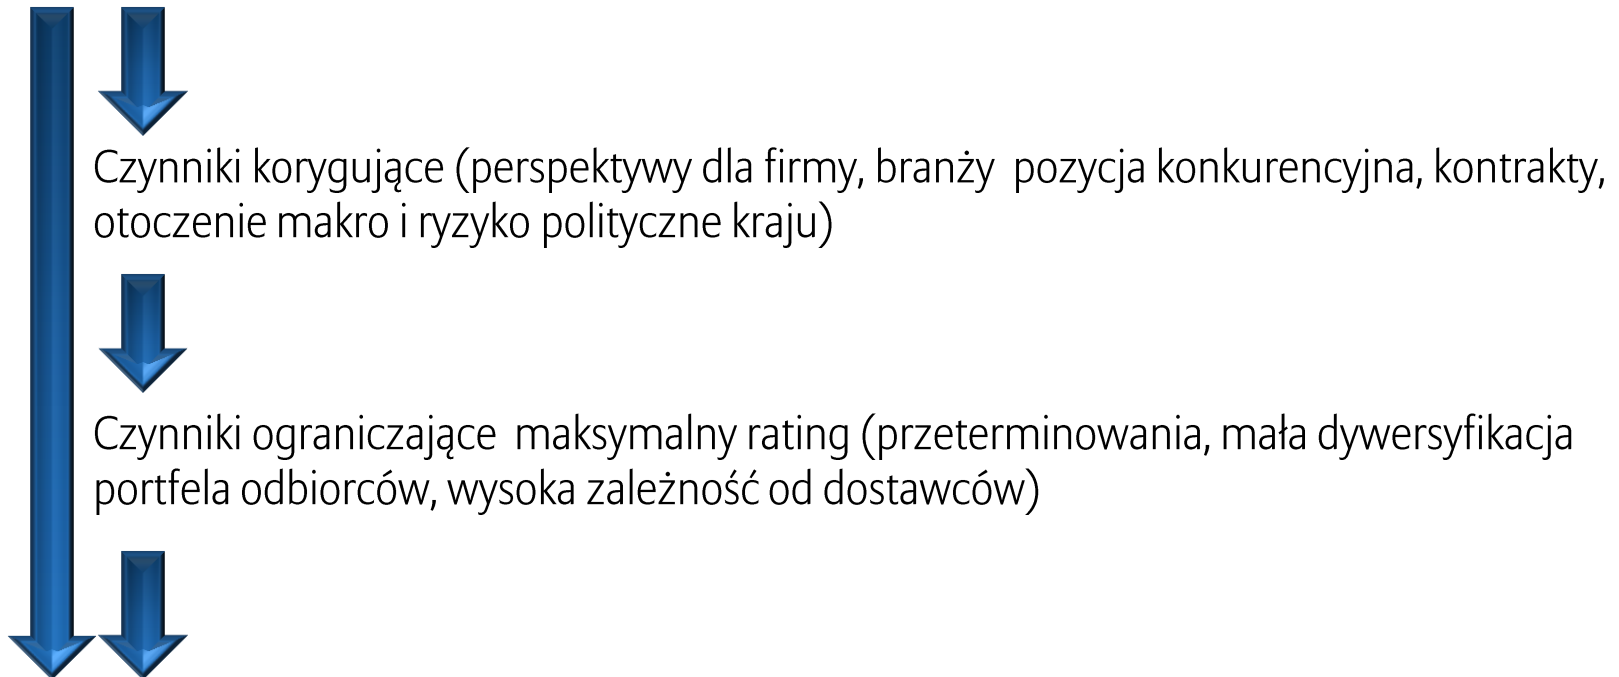 Czynniki korygujące (perspektywy dla firmy, branży  pozycja konkurencyjna, kontrakty,
otoczenie makro i ryzyko polityczne kraju)
Czynniki ograniczające  maksymalny rating (przeterminowania, mała dywersyfikacja
portfela odbiorców, wysoka zależność od dostawców)